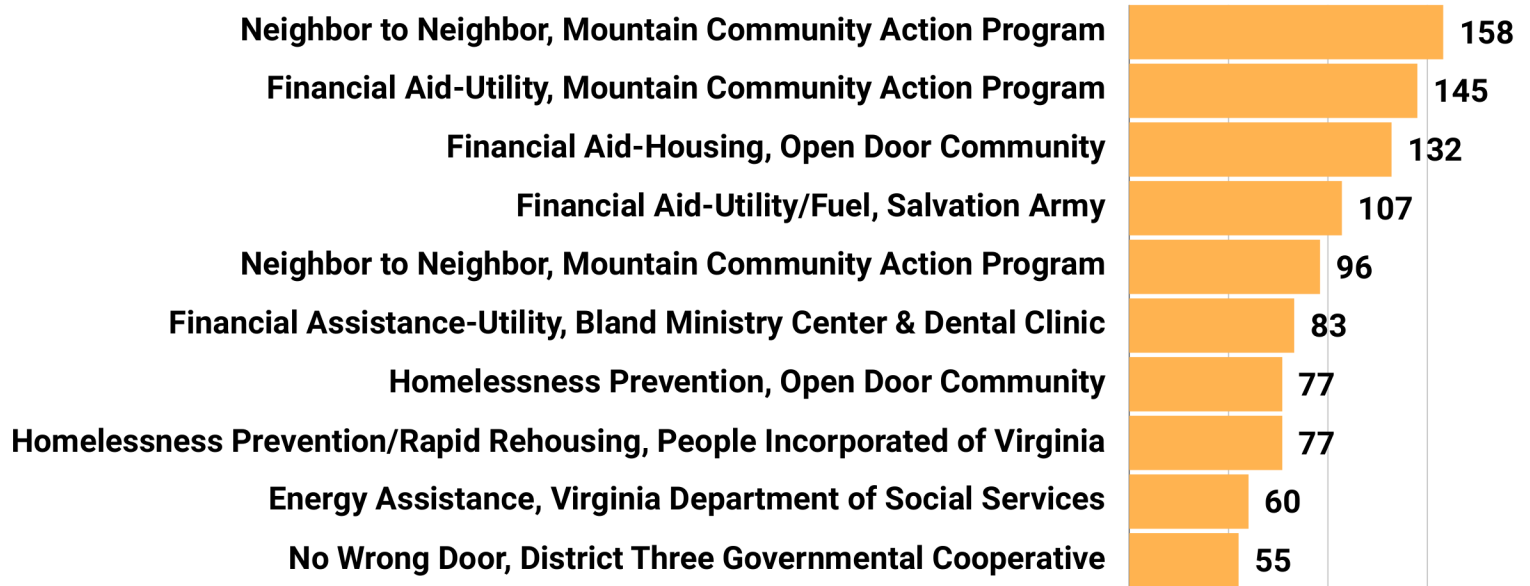 Neighbor to Neighbor, Mountain Community Action Program 158
Financial Aid-Utility, Mountain Community Action Program 145
Financial Aid-Housing, Open Door Community 132
Financial Aid-Utility/Fuel, Salvation Army 107
Neighbor to Neighbor, Mountain Community Action Program 96
Financial Assistance-Utility, Bland Ministry Center & Dental Clinic 83
Homelessness Prevention, Open Door Community 77
Homelessness Prevention/Rapid Rehousing, People Incorporated of Virginia 77
Energy Assistance, Virginia Department of Social Services 60
No Wrong Door, District Three Governmental Cooperative 55